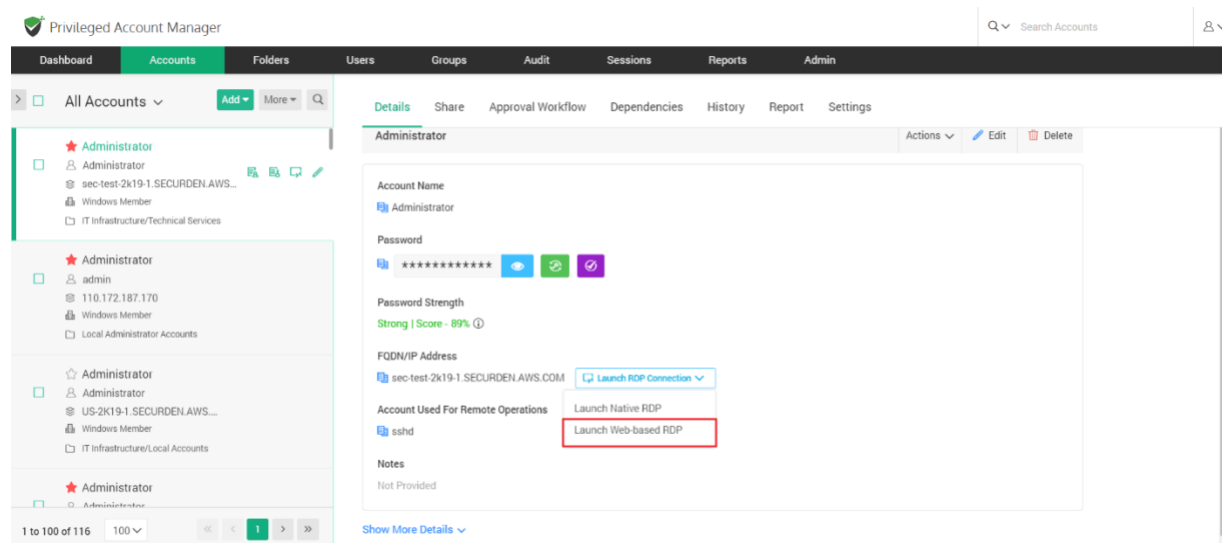 Privileged Account Manager
Search Accounts
Dashboard Accounts Folders Users Groups Audit Sessions Reports Admin
All Accounts
Add
More
Details Share Approval Workflow Dependencies History Report Settings
Administrator
Actions
Edit
Delete
Administrator
Administrator
sec-test-2k19-1.SECURDEN.AWS...
Windows Member
IT Infrastructure/Technical Services
Administrator
admin
110.172.187.170
Windows Member
Local Administrator Accounts
Administrator
Administrator
US-2K19-1.SECURDEN.AWS....
Windows Member
IT Infrastructure/Local Accounts
Administrator
Administrator
1 to 100 of 116
100
1
Account Name
Administrator
Password
************
Password Strength
Strong | Score - 89%
FQDN/IP Address
sec-test-2k19-1.SECURDEN.AWS.COM
Launch RDP Connection
Launch Native RDP
Launch Web-based RDP
Account Used For Remote Operations
sshd
Notes
Not Provided
Show More Details